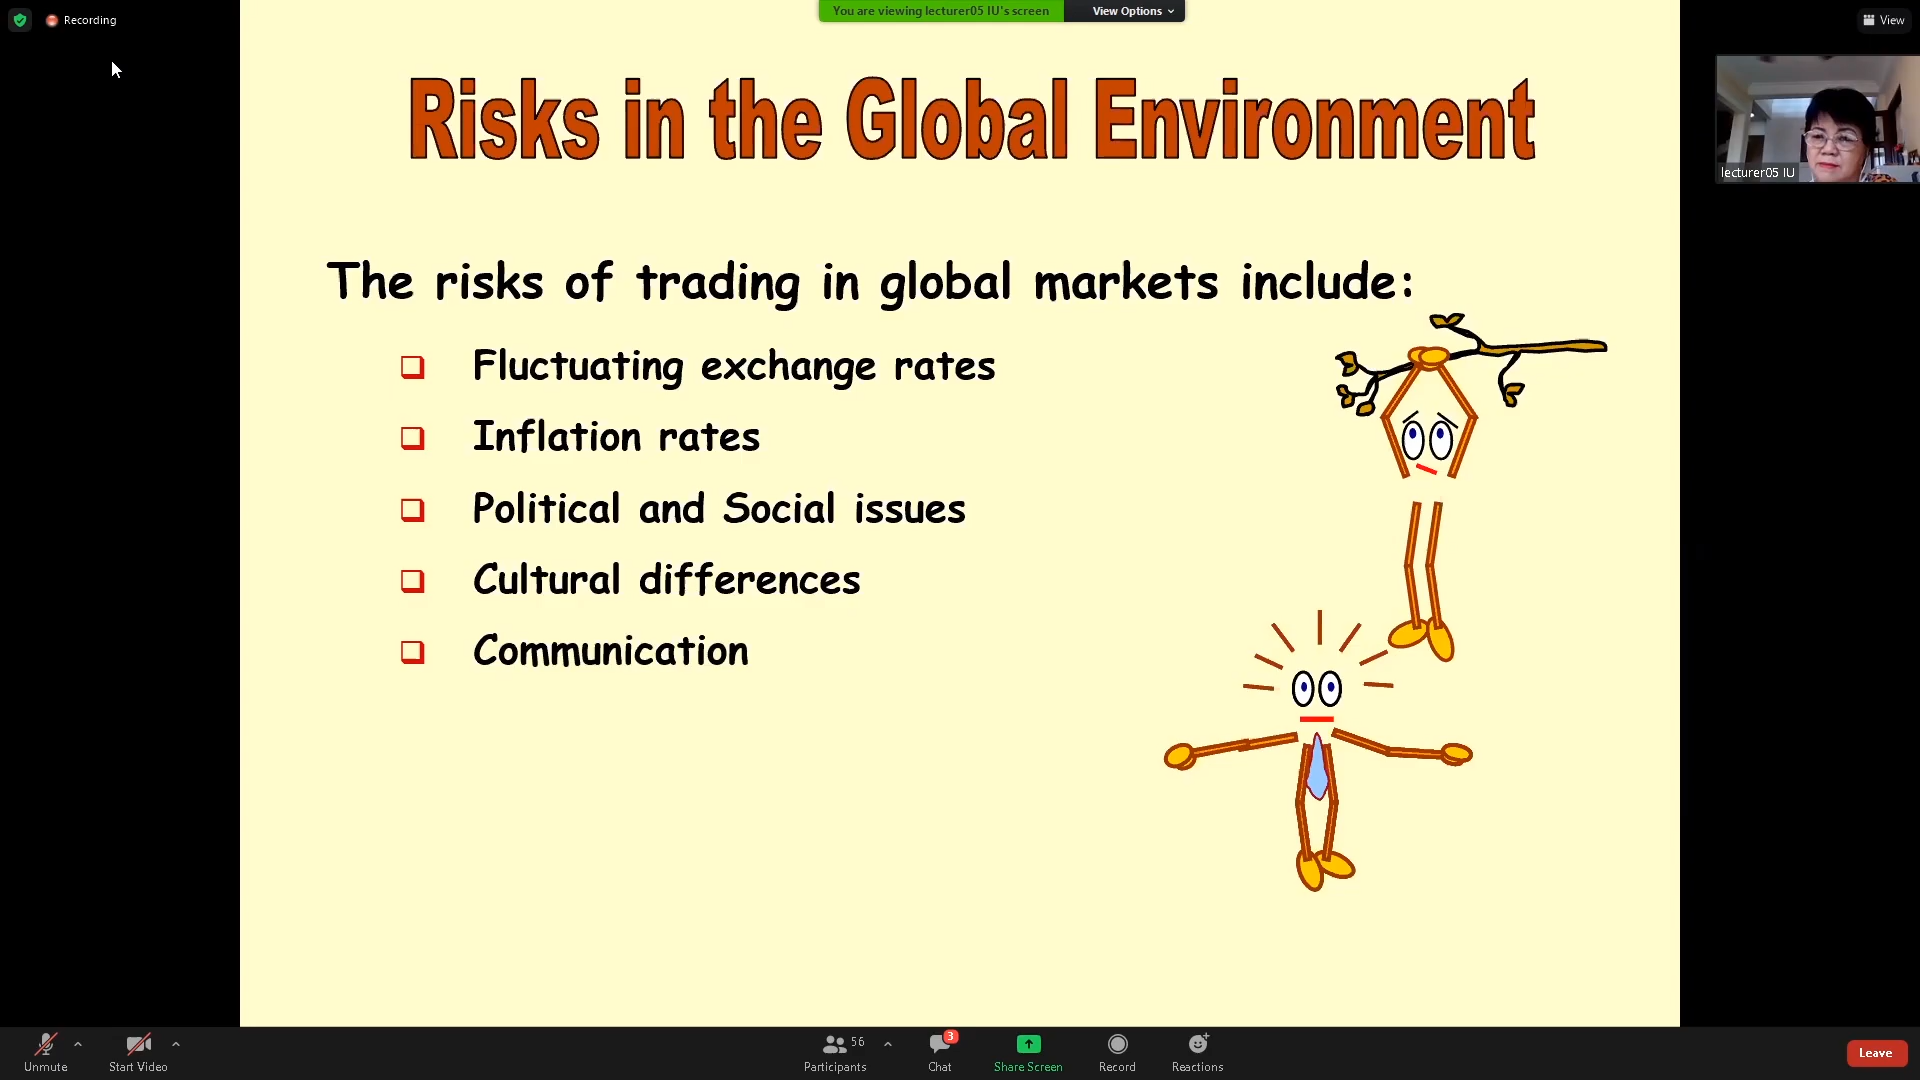 Recording
You are viewing lecturer05 IU's screen
View Options
View
Risks in the Global Environment
lecturer05 IU
The risks of trading in global markets include:
Fluctuating exchange rates
Inflation rates
Political and Social issues
Cultural differences
Communication
Unmute
Start Video
Participants
56
Chat
3
Share Screen
Record
Reactions
Leave